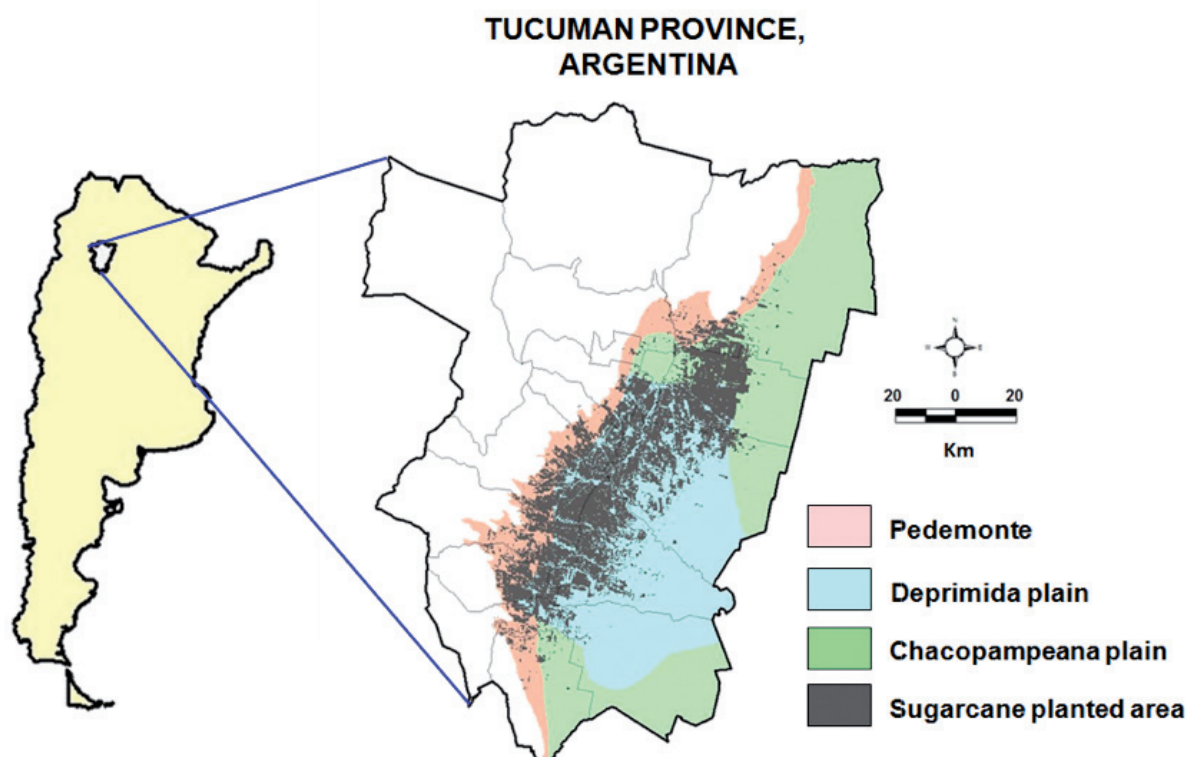 TUCUMAN PROVINCE,
ARGENTINA
N
S
20 0 20
Km
Pedemonte
Deprimida plain
Chacopampeana plain
Sugarcane planted area